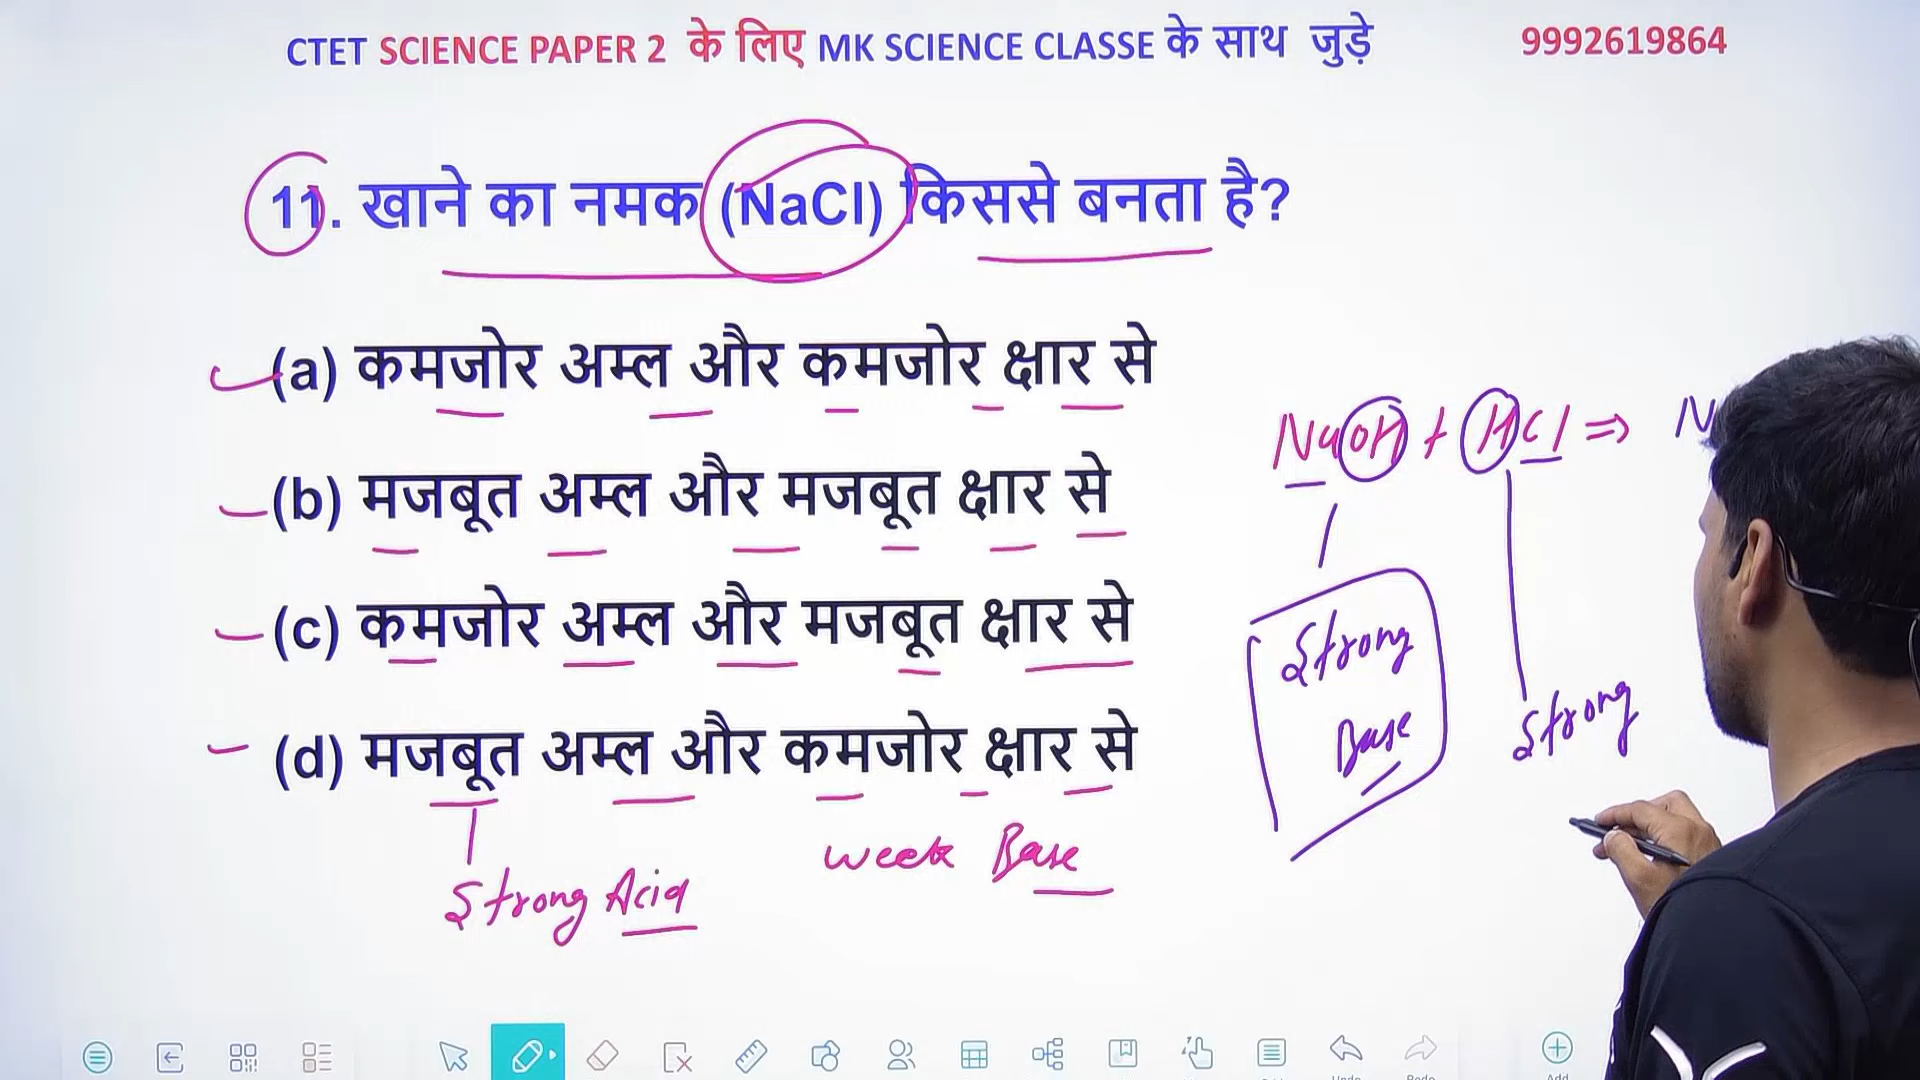 CTET SCIENCE PAPER 2 के लिए MK SCIENCE CLASSE के साथ जुड़े 9992619864
11. खाने का नमक (NaCl) किससे बनता है?
(a) कमजोर अम्ल और कमजोर क्षार से
(b) मजबूत अम्ल और मजबूत क्षार से
(c) कमजोर अम्ल और मजबूत क्षार से
(d) मजबूत अम्ल और कमजोर क्षार से
Strong Acid
week Base
NaOH + HCl ⇒ N
Strong
Base
Strong